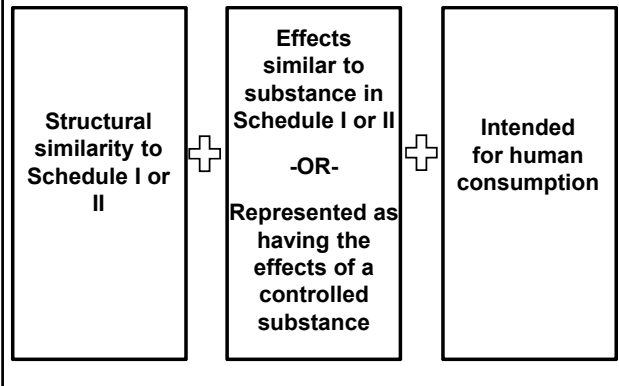 Structural
similarity to
Schedule I or
II
Effects
similar to
substance in
Schedule I or II
-OR-
Represented as
having the
effects of a
controlled
substance
Intended
for human
consumption